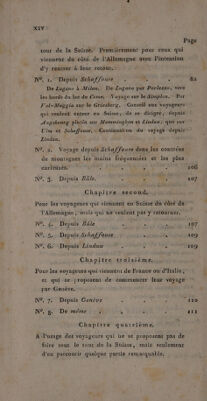 XIV
Page
tour de la Suisse. Premièrement pour ceux qui
viennent du côté de l'Allemagne avec l'intention
d'y rentrer à leur sortie.
N°. 1. Depuis Schaffouse . . . 82
De Lugano à Milan. De Lugano par Porlezza, vers
les bords du lac de Come. Voyage sur le Simplon. Par
Val-Maggia sur le Griesberg. Conseil aux voyageurs
qui veulent entrer en Suisse, de se diriger, depuis
Augsbourg plutôt sur Memmingen et Lindau, que sur
Ulm et Schaffouse. Continuation du voyage depuis
Lindau.
N°. 2. Voyage depuis Schaffouse dans les contrées
de montagnes les moins fréquentées et les plus
curieuses. . . . 106
N°. 3. Depuis Bâle. . . . 107
Chapitre second.
Pour les voyageurs qui viennent en Suisse du côté de
l'Allemagne, mais qui ne veulent pas y retourner.
N°. 4. Depuis Bâle . . . 107
N°. 5. Depuis Schaffouse. . . . 109
N°. 6. Depuis Lindau . . . 109
Chapitre troisième.
Pour les voyageurs qui viennent de France ou d'Italie,
et qui se proposent de commencer leur voyage
par Genève.
N°. 7. Depuis Genève . . . 110
N°. 8. De même . . . 111
Chapitre quatrième.
A l'usage des voyageurs qui ne se proposent pas de
faire tout le tour de la Suisse, mais seulement
d'en parcourir quelque partie remarquable.